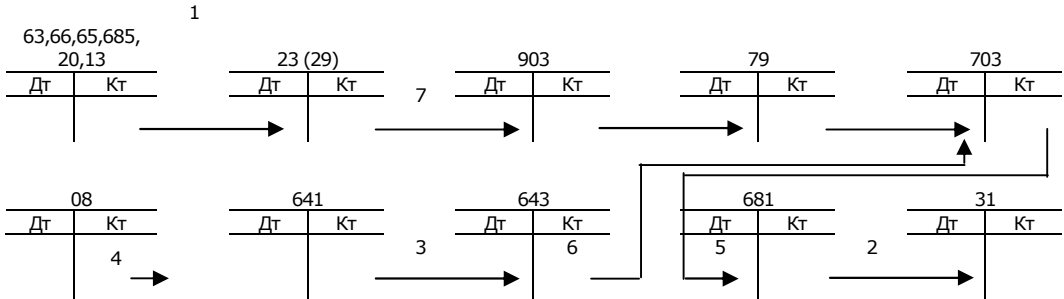 1
63,66,65,685,
20,13 23 (29) 903 79 703
Дт Кт Дт Кт Дт Кт Дт Кт Дт Кт
7
08 641 643 681 31
Дт Кт Дт Кт Дт Кт Дт Кт Дт Кт
4 3 6 5 2